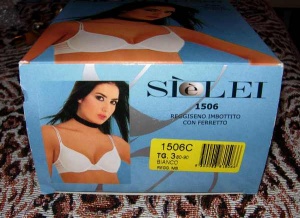 SièLEI
1506
REGGISENO IMBOTTITO
CON FERRETTO
1506C
TG. 3
BIANCO